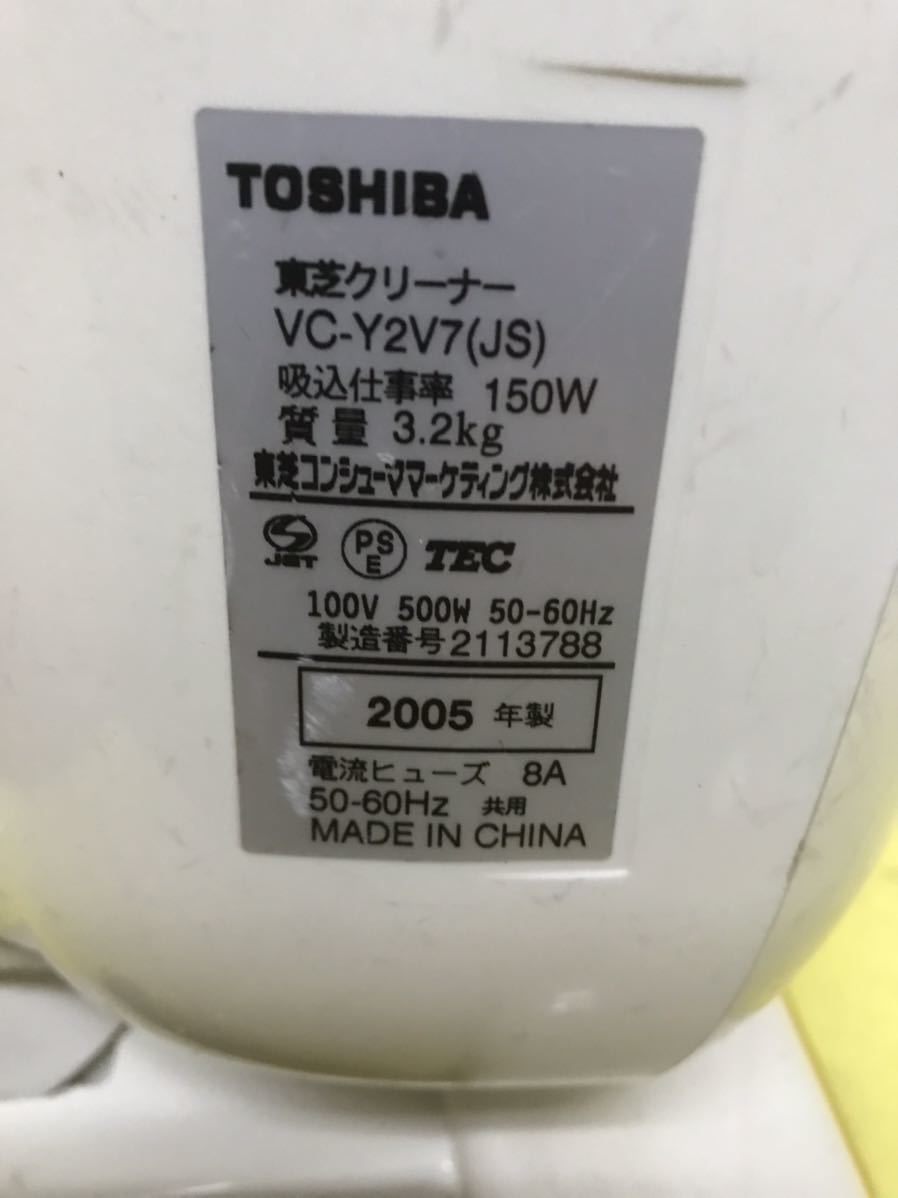 TOSHIBA
東芝クリーナー
VC-Y2V7(JS)
吸込仕事率 150W
質量 3.2kg
東芝コンシューママーケティング株式会社
S JET PSE TEC
100V 500W 50-60Hz
製造番号2113788
2005 年製
電流ヒューズ 8A
50-60Hz 共用
MADE IN CHINA